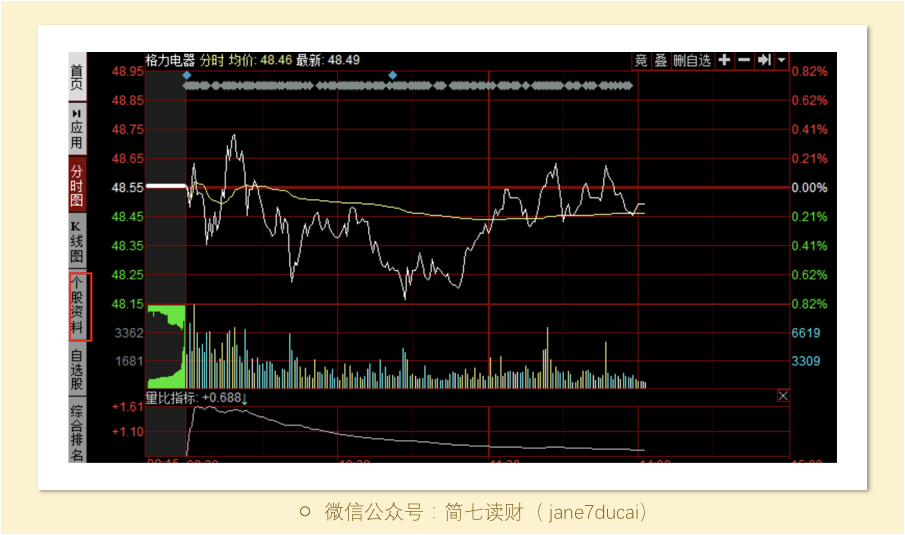 格力电器 分时 均价: 48.46 最新: 48.49
竞 叠 删自选
首页
应用
分时图
K线图
个股资料
自选股
综合排名
48.95
48.85
48.75
48.65
48.55
48.45
48.35
48.25
48.15
3362
1681
0.82%
0.62%
0.41%
0.21%
0.00%
0.21%
0.41%
0.62%
0.82%
6619
3309
量比指标: +0.688↓
+1.61
+1.10
微信公众号：简七读财（jane7ducai）